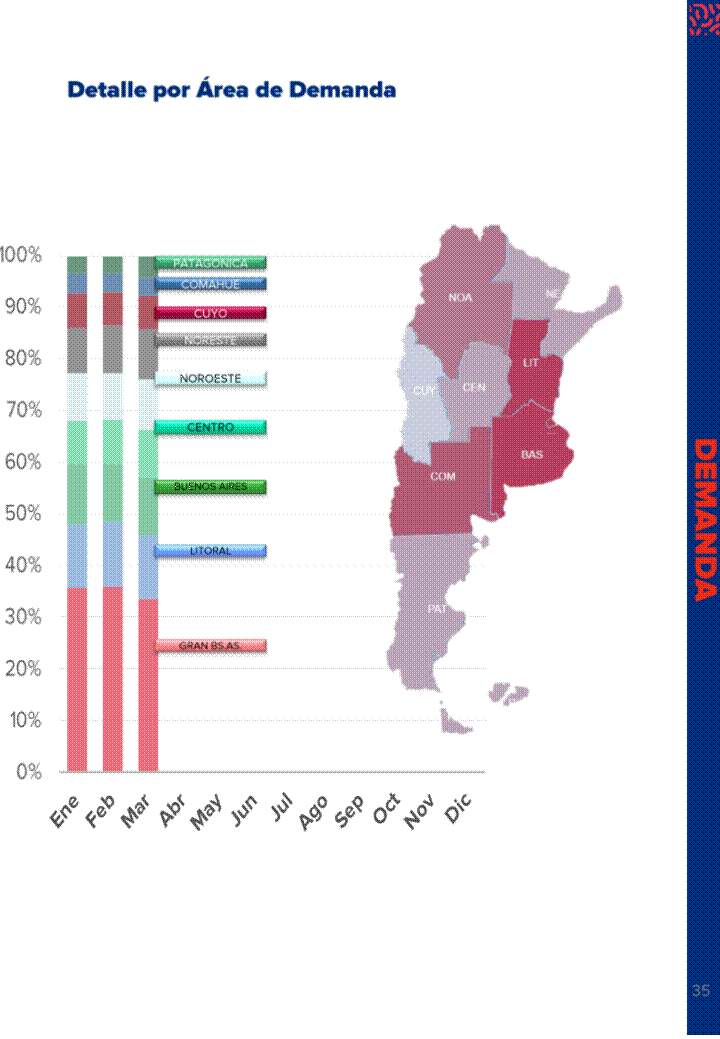 Detalle por Área de Demanda
100%
90%
80%
70%
60%
50%
40%
30%
20%
10%
0%
PATAGONICA
COMAHUE
CUYO
NORESTE
NOROESTE
CENTRO
BUENOS AIRES
LITORAL
GRAN BS.AS.
Ene
Feb
Mar
Abr
May
Jun
Jul
Ago
Sep
Oct
Nov
Dic
NOA
NE
LIT
CUY
CEN
BAS
COM
PAT
DEMANDA
35